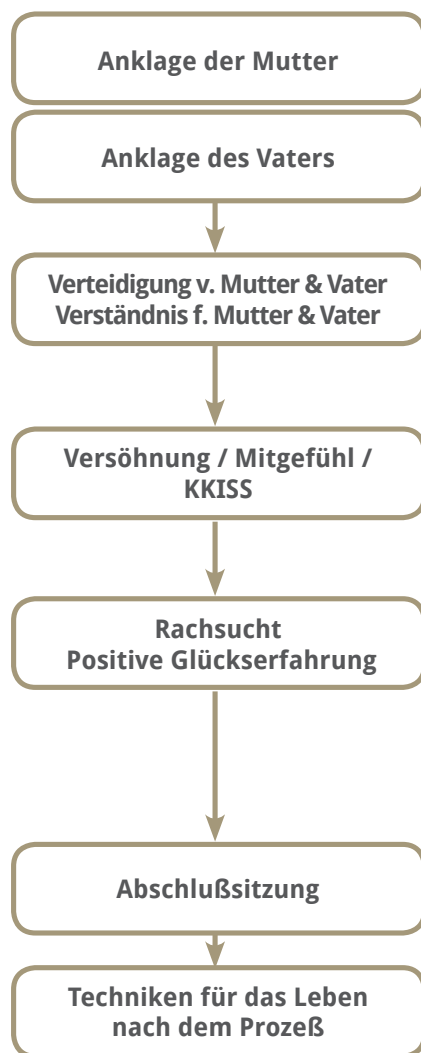 Anklage der Mutter
Anklage des Vaters
Verteidigung v. Mutter & Vater
Verständnis f. Mutter & Vater
Versöhnung / Mitgefühl /
KKISS
Rachsucht
Positive Glückserfahrung
Abschlußsitzung
Techniken für das Leben
nach dem Prozeß